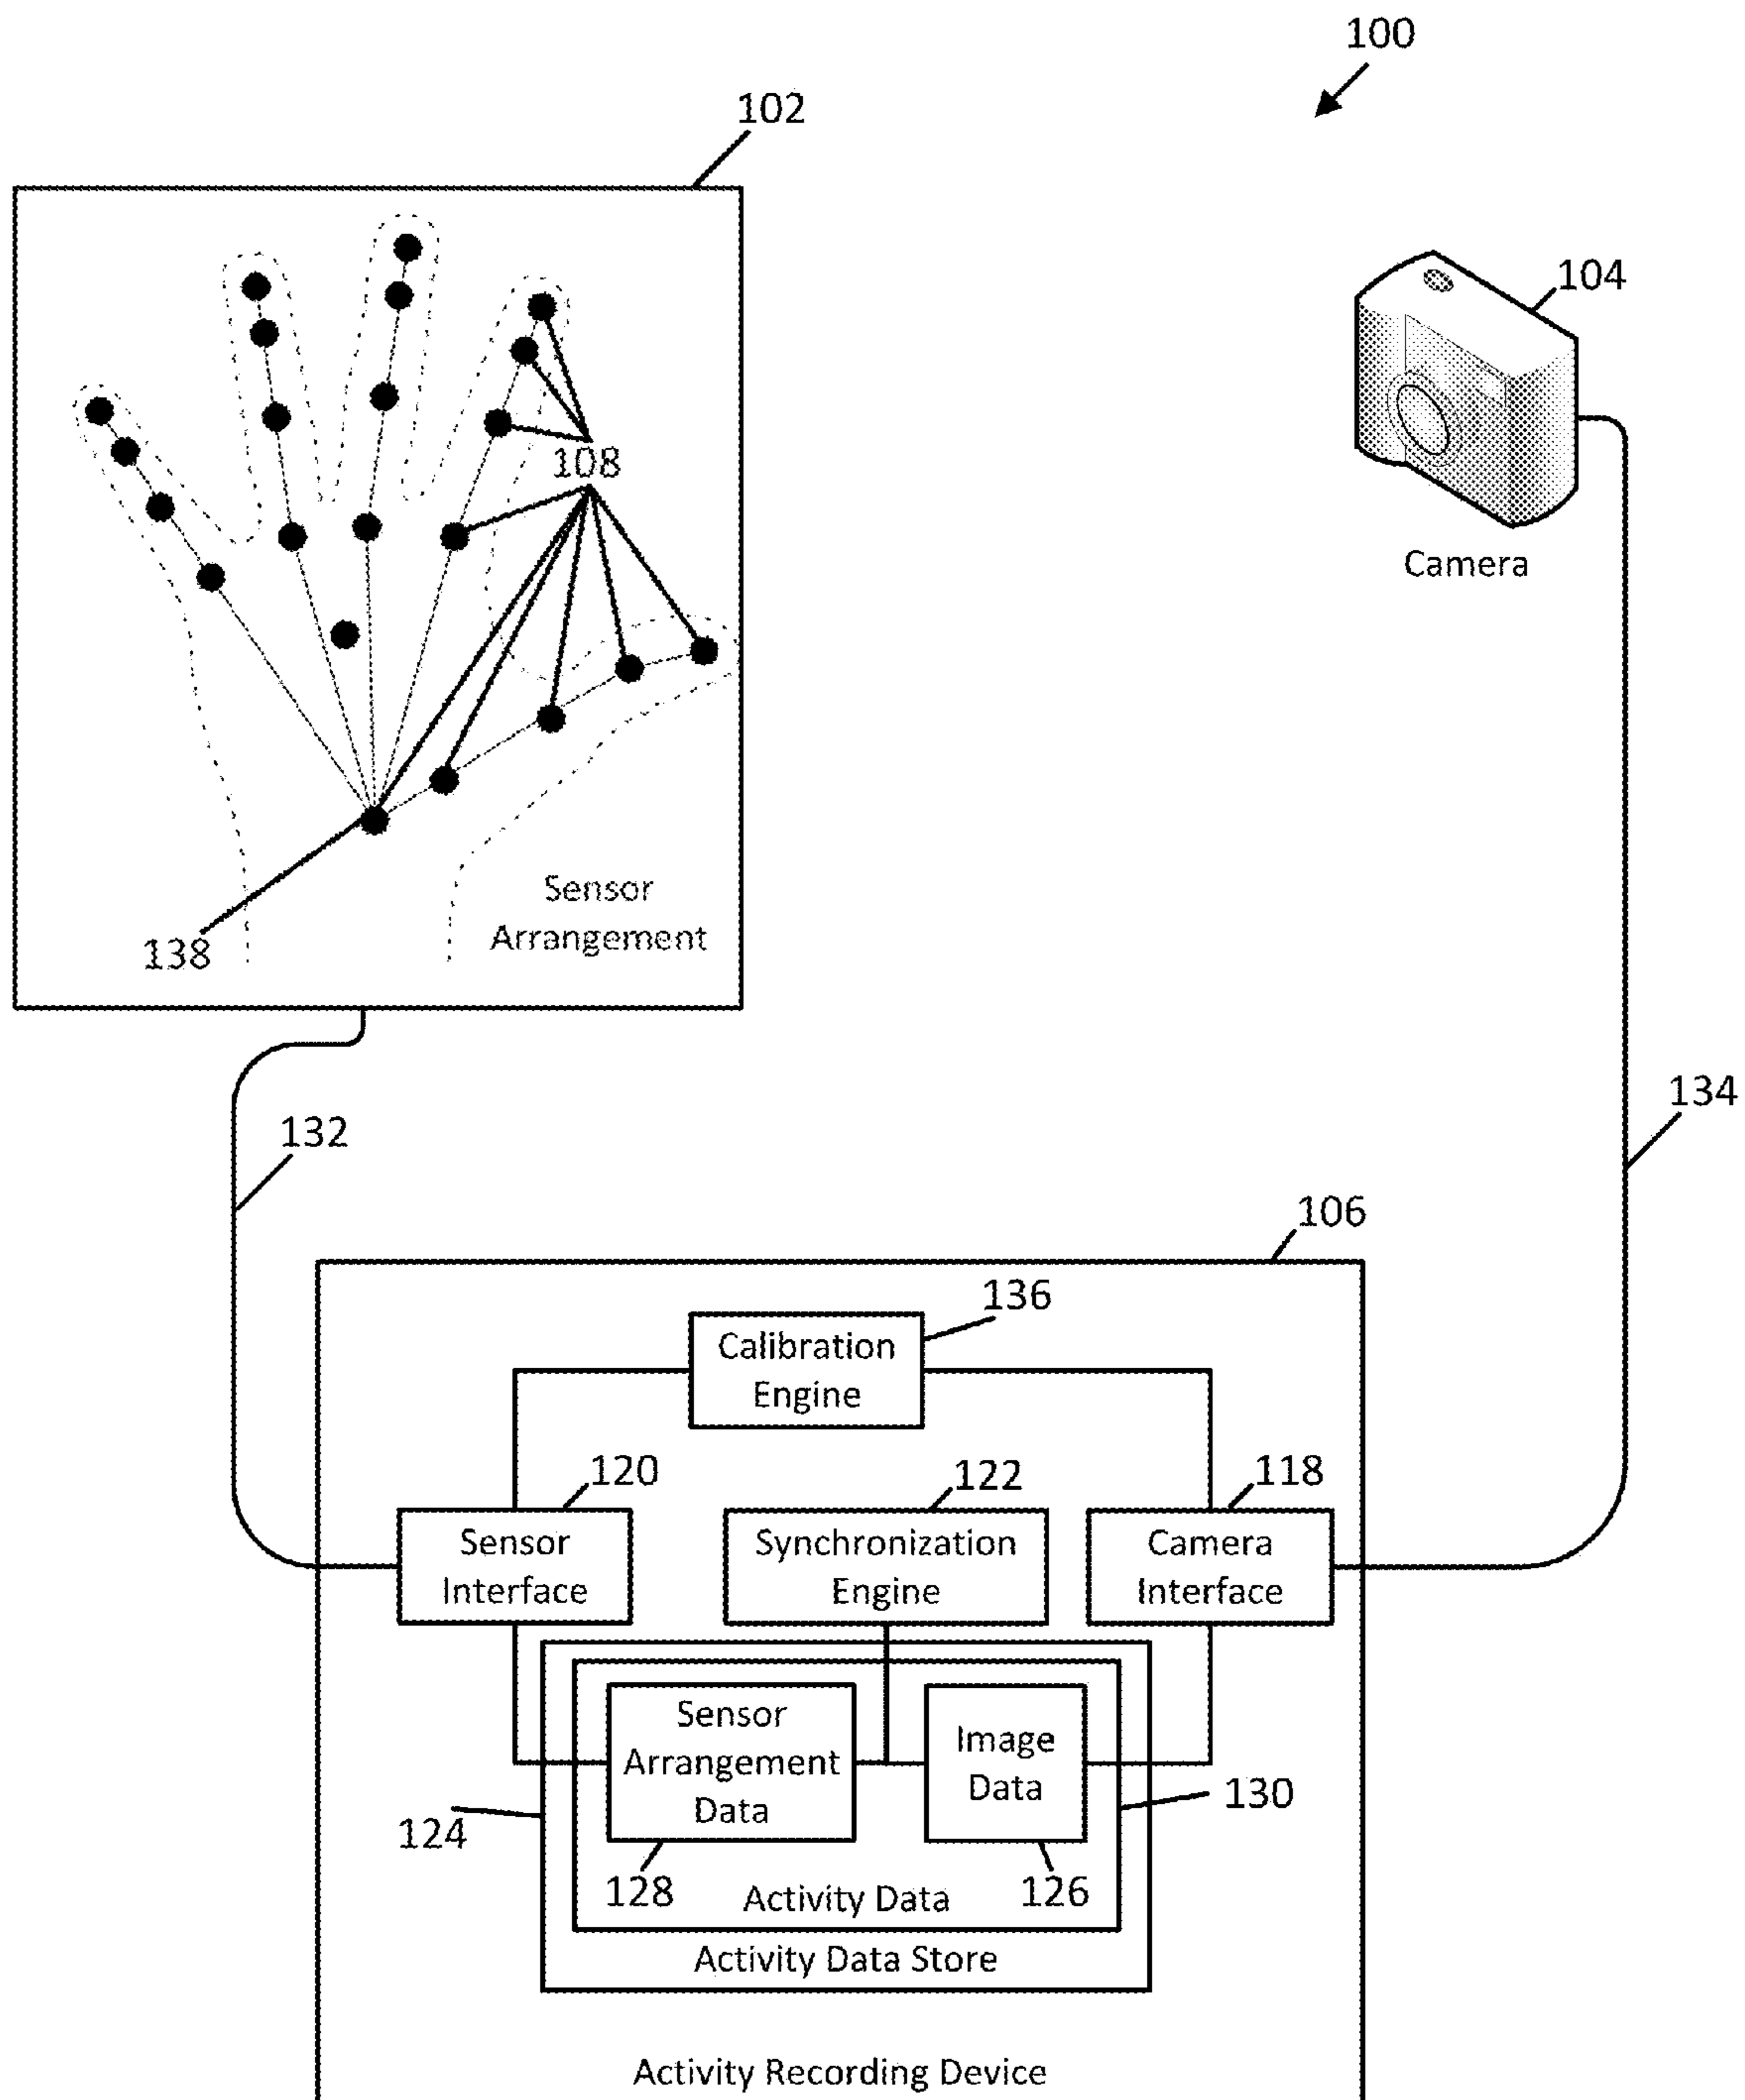 100
102
104
108
Camera
Sensor
Arrangement
138
134
132
106
136
Calibration
Engine
120
122
118
Sensor
Interface
Synchronization
Engine
Camera
Interface
Sensor
Arrangement
Data
Image
Data
130
124
128
126
Activity Data
Activity Data Store
Activity Recording Device